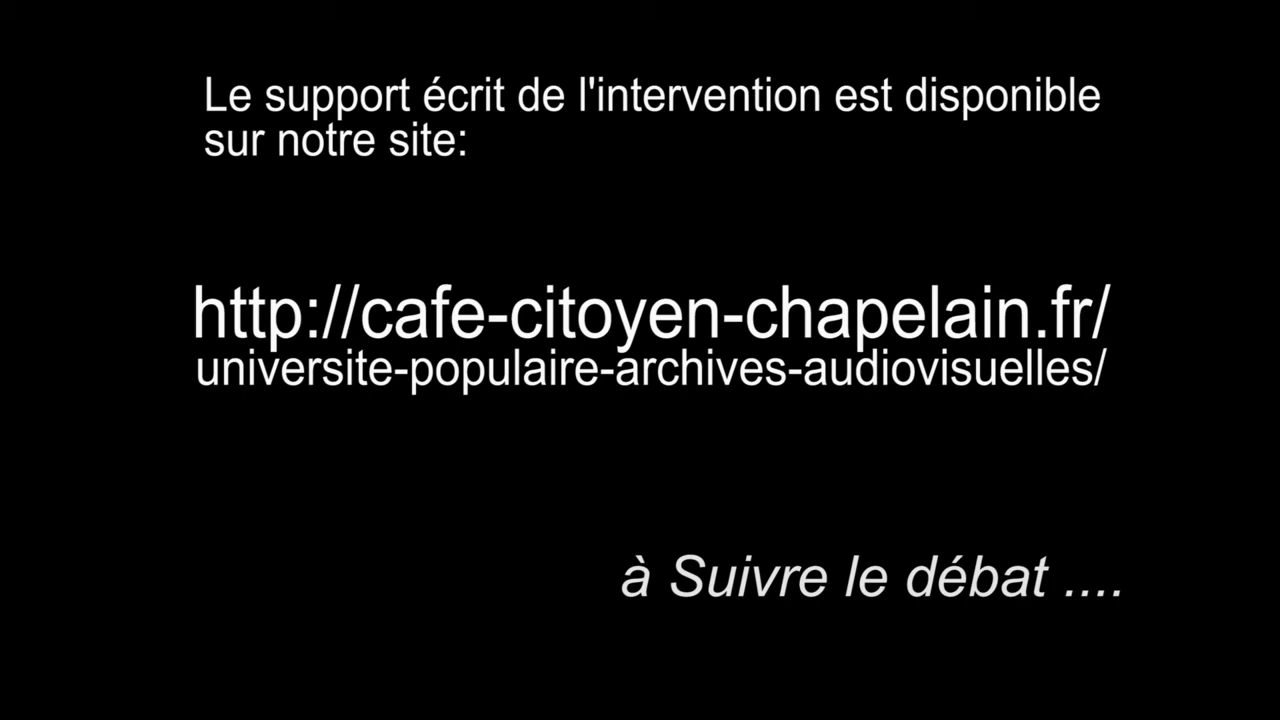 Le support écrit de l'intervention est disponible
sur notre site:
http://cafe-citoyen-chapelain.fr/
universite-populaire-archives-audiovisuelles/
à Suivre le débat ....